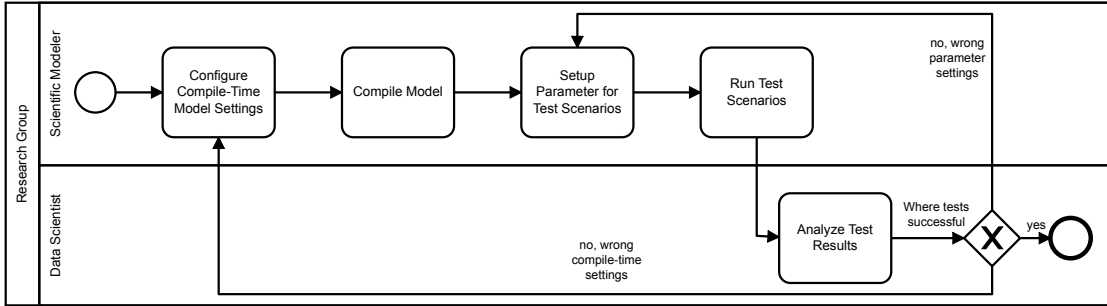 Research Group
Scientific Modeler
Configure
Compile-Time
Model Settings
Compile Model
Setup
Parameter for
Test Scenarios
Run Test
Scenarios
no, wrong
parameter
settings
Data Scientist
no, wrong
compile-time
settings
Analyze Test
Results
Where tests
successful
X
yes